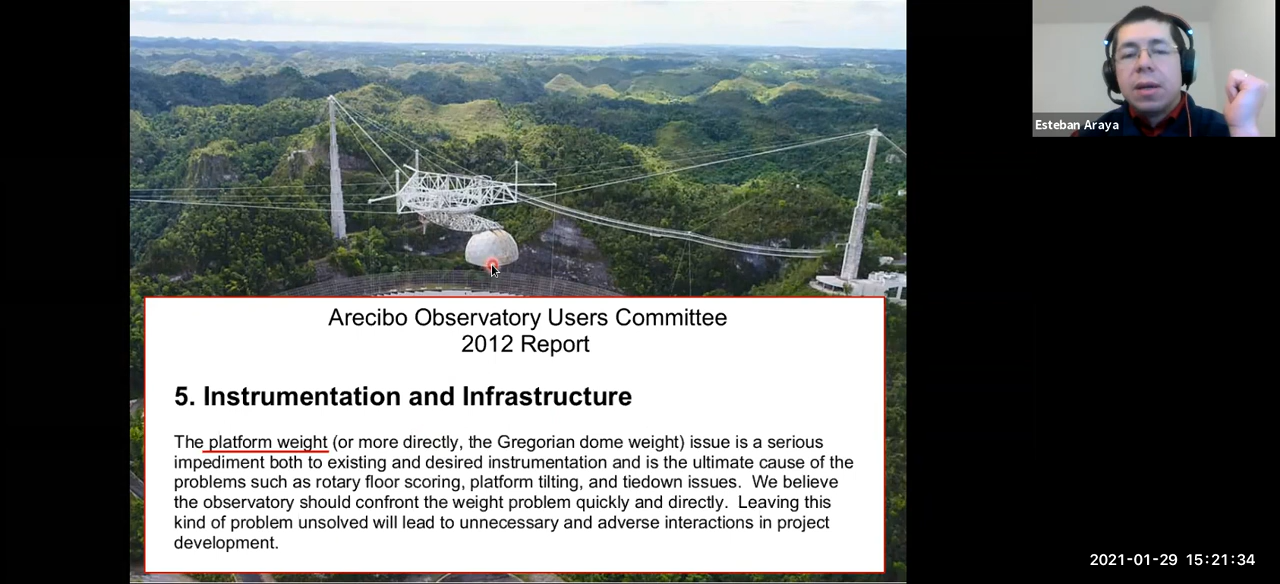 Esteban Araya
Arecibo Observatory Users Committee
2012 Report
5. Instrumentation and Infrastructure
The platform weight (or more directly, the Gregorian dome weight) issue is a serious
impediment both to existing and desired instrumentation and is the ultimate cause of the
problems such as rotary floor scoring, platform tilting, and tiedown issues.  We believe
the observatory should confront the weight problem quickly and directly.  Leaving this
kind of problem unsolved will lead to unnecessary and adverse interactions in project
development.
2021-01-29 15:21:34